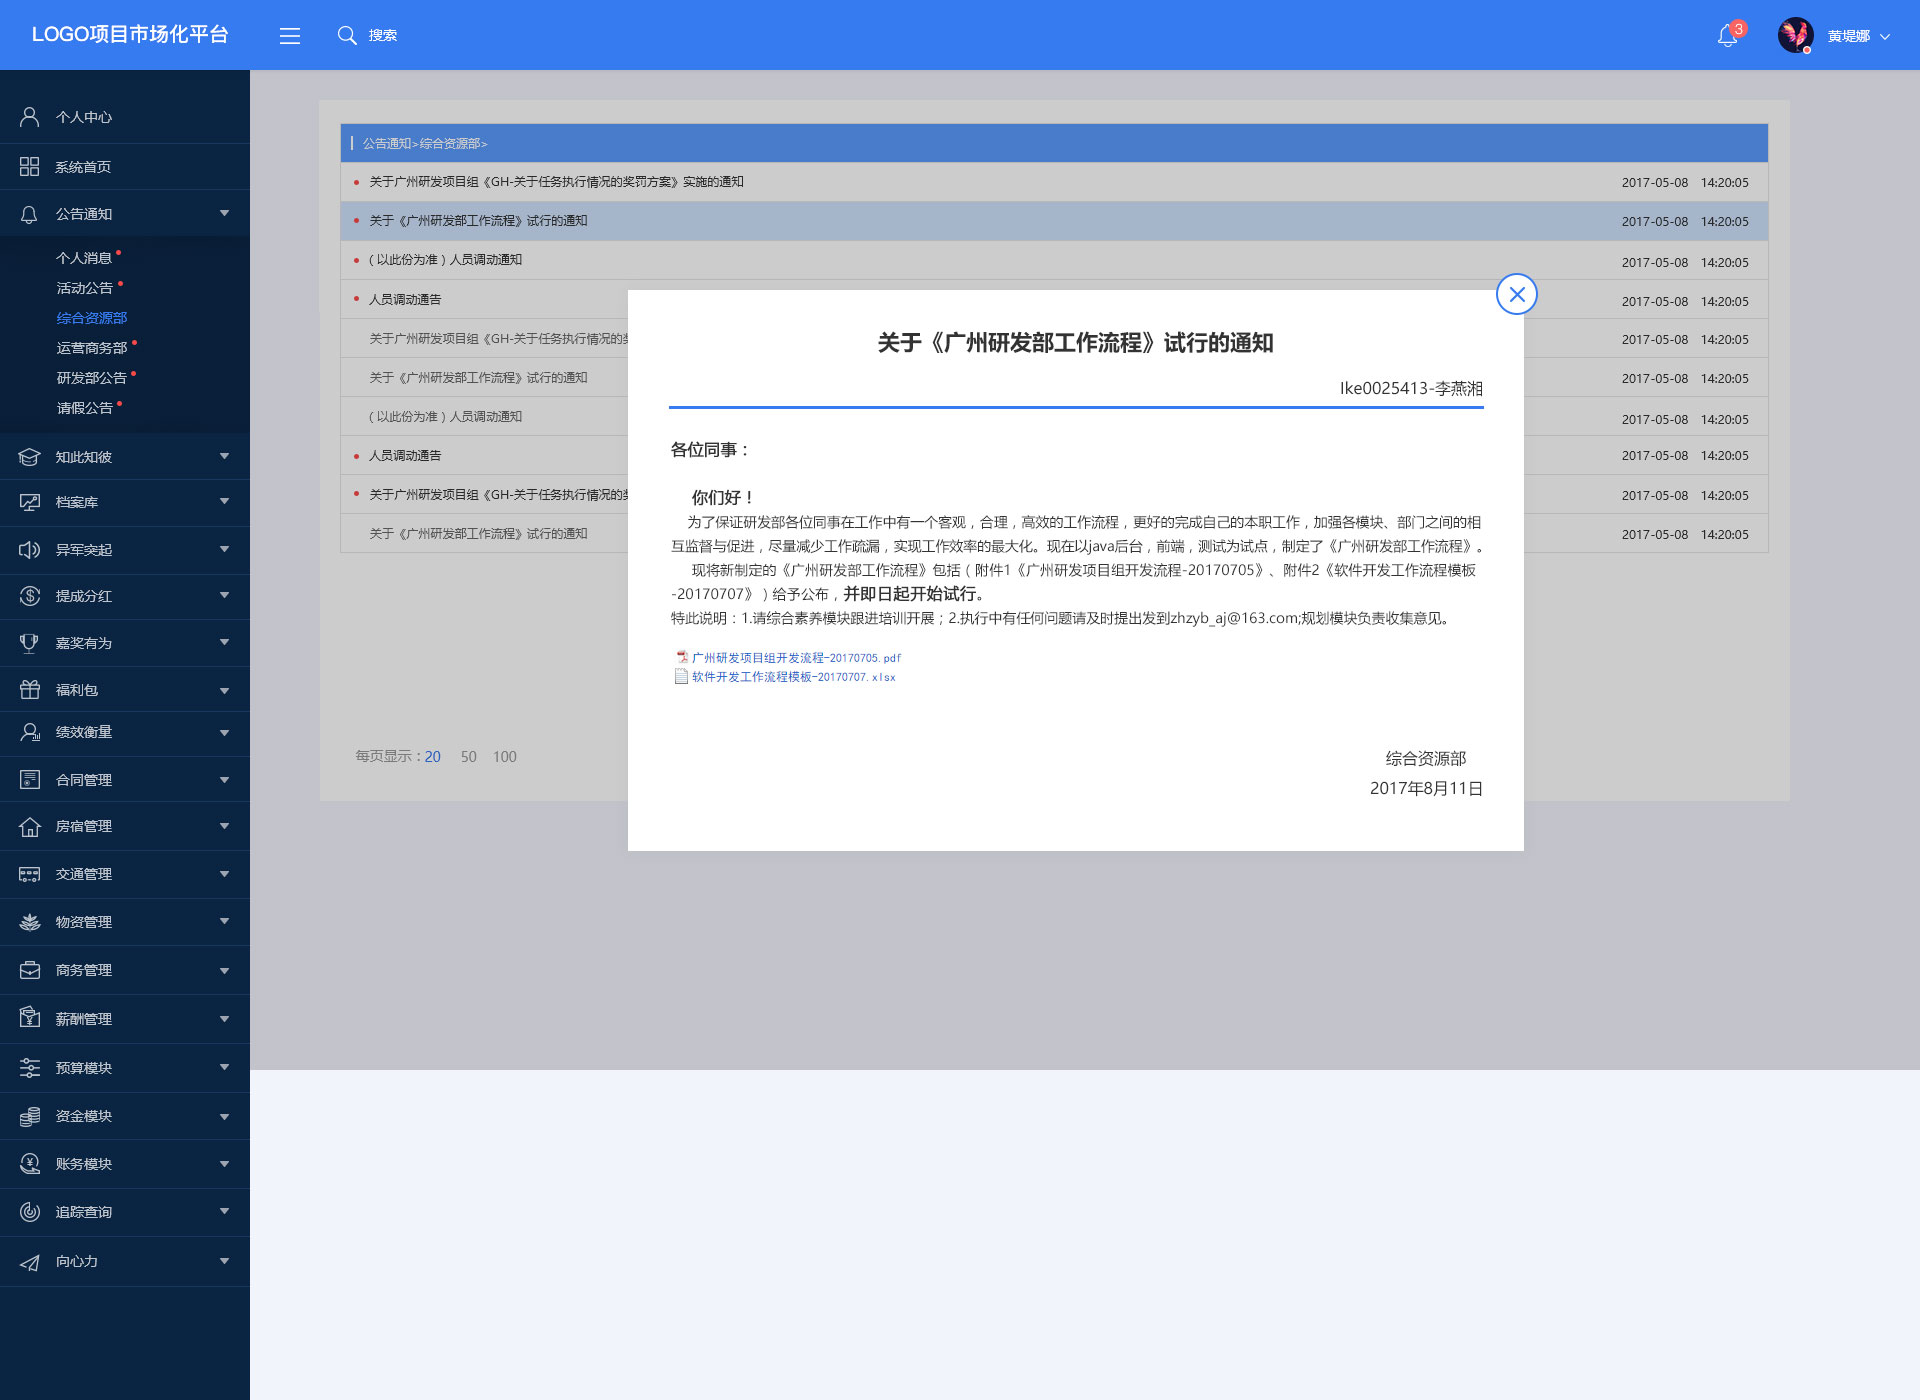 LOGO项目市场化平台
搜索
3
黄堤娜
个人中心
系统首页
公告通知
个人消息
活动公告
综合资源部
运营商务部
研发部公告
请假公告
知此知彼
档案库
异军突起
提成分红
嘉奖有为
福利包
绩效衡量
合同管理
房宿管理
交通管理
物资管理
商务管理
薪酬管理
预算模块
资金模块
账务模块
追踪查询
向心力
公告通知>综合资源部>
关于广州研发项目组《GH-关于任务执行情况的奖罚方案》实施的通知 2017-05-08 14:20:05
关于《广州研发部工作流程》试行的通知 2017-05-08 14:20:05
（以此份为准）人员调动通知 2017-05-08 14:20:05
人员调动通告 2017-05-08 14:20:05
关于广州研发项目组《GH-关于任务执行情况的 2017-05-08 14:20:05
关于《广州研发部工作流程》试行的通知 2017-05-08 14:20:05
（以此份为准）人员调动通知 2017-05-08 14:20:05
人员调动通告 2017-05-08 14:20:05
关于广州研发项目组《GH-关于任务执行情况的 2017-05-08 14:20:05
关于《广州研发部工作流程》试行的通知 2017-05-08 14:20:05
每页显示：20 50 100
关于《广州研发部工作流程》试行的通知
Ike0025413-李燕湘
各位同事：
你们好！
为了保证研发部各位同事在工作中有一个客观，合理，高效的工作流程，更好的完成自己的本职工作，加强各模块、部门之间的相
互监督与促进，尽量减少工作疏漏，实现工作效率的最大化。现在以java后台，前端，测试为试点，制定了《广州研发部工作流程》。
现将新制定的《广州研发部工作流程》包括（附件1《广州研发项目组开发流程-20170705》、附件2《软件开发工作流程模板
-20170707》）给予公布，并即日起开始试行。
特此说明：1.请综合素养模块跟进培训开展；2.执行中有任何问题请及时提出发到zhzyb_aj@163.com;规划模块负责收集意见。
广州研发项目组开发流程-20170705.pdf
软件开发工作流程模板-20170707.xlsx
综合资源部
2017年8月11日